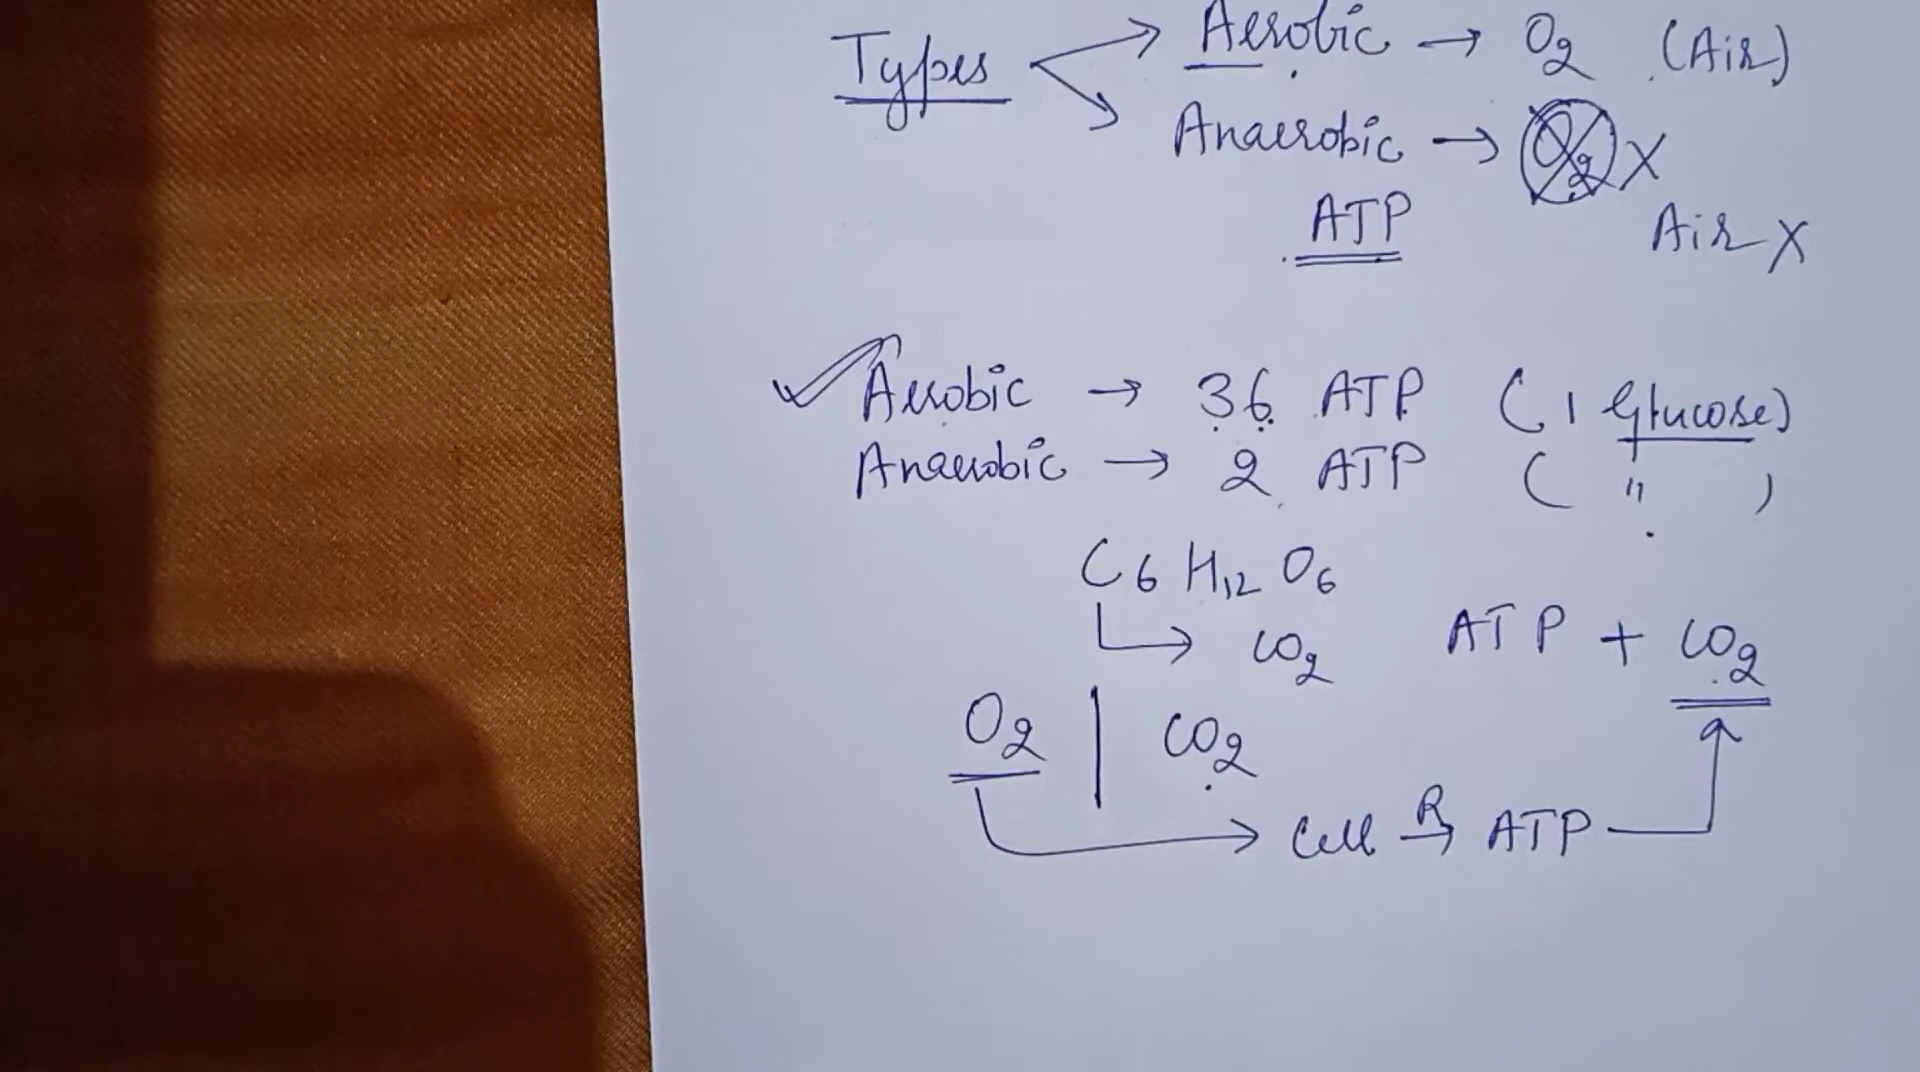 Types → Aerobic → O2 (Air)
→ Anaerobic → O2 X
ATP Air X
Aerobic → 36 ATP (1 Glucose)
Anaerobic → 2 ATP ( " )
C6 H12 O6
→ CO2 ATP + CO2
O2 | CO2
→ Cell R→ ATP